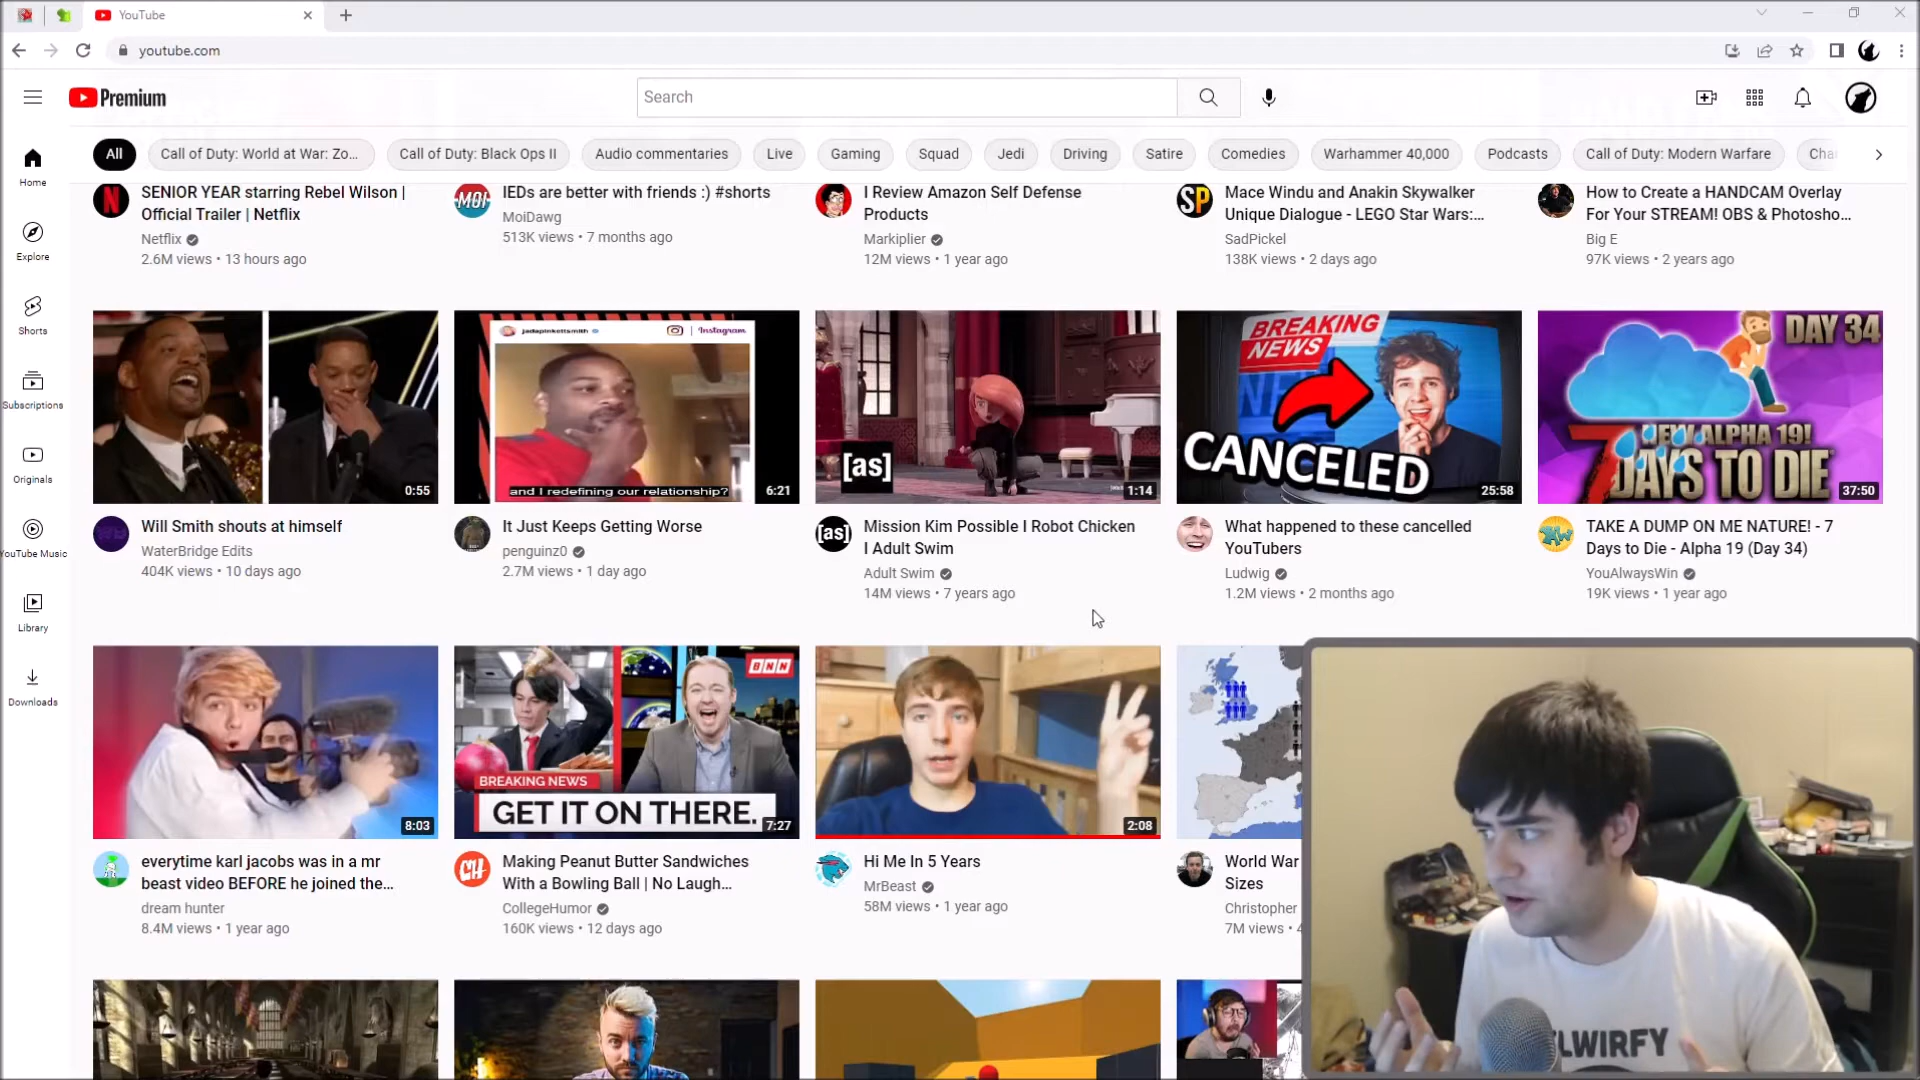 YouTube
youtube.com
Premium
Search
All
Call of Duty: World at War: Zo...
Call of Duty: Black Ops II
Audio commentaries
Live
Gaming
Squad
Jedi
Driving
Satire
Comedies
Warhammer 40,000
Podcasts
Call of Duty: Modern Warfare
Home
Explore
Shorts
Subscriptions
Originals
YouTube Music
Library
Downloads
SENIOR YEAR starring Rebel Wilson |
Official Trailer | Netflix
Netflix
2.6M views • 13 hours ago
IEDs are better with friends :) #shorts
MoiDawg
513K views • 7 months ago
MOI
I Review Amazon Self Defense
Products
Markiplier
12M views • 1 year ago
SP
Mace Windu and Anakin Skywalker
Unique Dialogue - LEGO Star Wars:...
SadPickel
138K views • 2 days ago
How to Create a HANDCAM Overlay
For Your STREAM! OBS & Photosho...
Big E
97K views • 2 years ago
0:55
Will Smith shouts at himself
WaterBridge Edits
404K views • 10 days ago
jadapinkettsmith
Instagram
and I redefining our relationship?
6:21
It Just Keeps Getting Worse
penguinz0
2.7M views • 1 day ago
[as]
1:14
[as]
Mission Kim Possible I Robot Chicken
I Adult Swim
Adult Swim
14M views • 7 years ago
BREAKING
NEWS
CANCELED
25:58
What happened to these cancelled
YouTubers
Ludwig
1.2M views • 2 months ago
DAY 34
NEW ALPHA 19!
7 DAYS TO DIE
37:50
TAKE A DUMP ON ME NATURE! - 7
Days to Die - Alpha 19 (Day 34)
YouAlwaysWin
19K views • 1 year ago
8:03
everytime karl jacobs was in a mr
beast video BEFORE he joined the...
dream hunter
8.4M views • 1 year ago
BNN
BREAKING NEWS
GET IT ON THERE.
7:27
CH
Making Peanut Butter Sandwiches
With a Bowling Ball | No Laugh...
CollegeHumor
160K views • 12 days ago
2:08
Hi Me In 5 Years
MrBeast
58M views • 1 year ago
World War
Sizes
Christopher
7M views •
ELWIRFY